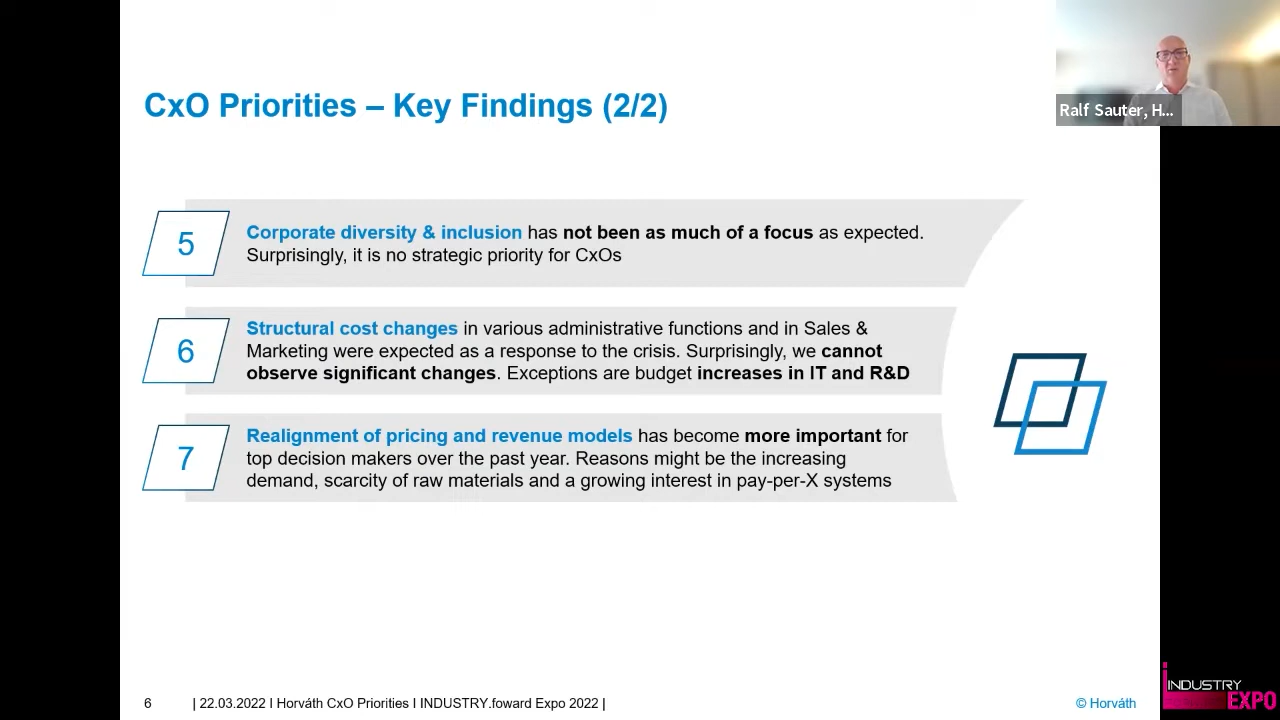 Ralf Sauter, H...
CxO Priorities – Key Findings (2/2)
5
Corporate diversity & inclusion has not been as much of a focus as expected.
Surprisingly, it is no strategic priority for CxOs
6
Structural cost changes in various administrative functions and in Sales &
Marketing were expected as a response to the crisis. Surprisingly, we cannot
observe significant changes. Exceptions are budget increases in IT and R&D
7
Realignment of pricing and revenue models has become more important for
top decision makers over the past year. Reasons might be the increasing
demand, scarcity of raw materials and a growing interest in pay-per-X systems
6 | 22.03.2022 I Horváth CxO Priorities I INDUSTRY.foward Expo 2022 |
© Horváth
INDUSTRY
EXPO